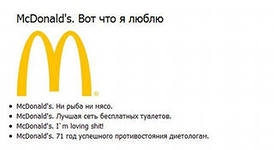 McDonald's. Вот что я люблю
McDonald's. Ни рыба ни мясо.
McDonald's. Лучшая сеть бесплатных туалетов.
McDonald's. I`m loving shit!
McDonald's. 71 год успешного противостояния диетологам.